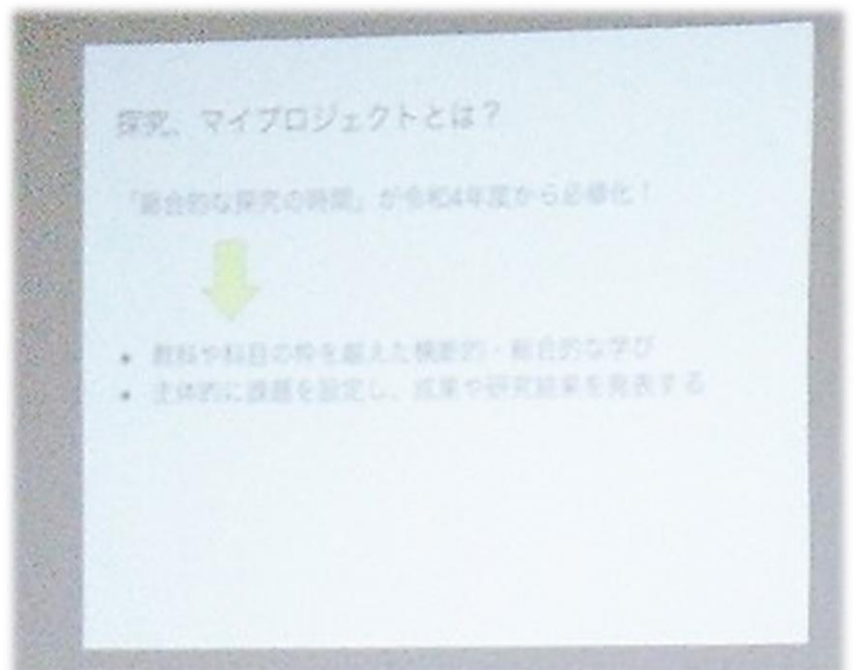 探究、マイプロジェクトとは？
「総合的な探究の時間」が令和4年度から必修化！
• 教科や科目の枠を超えた横断的・総合的な学び
• 主体的に課題を設定し、成果や研究結果を発表する